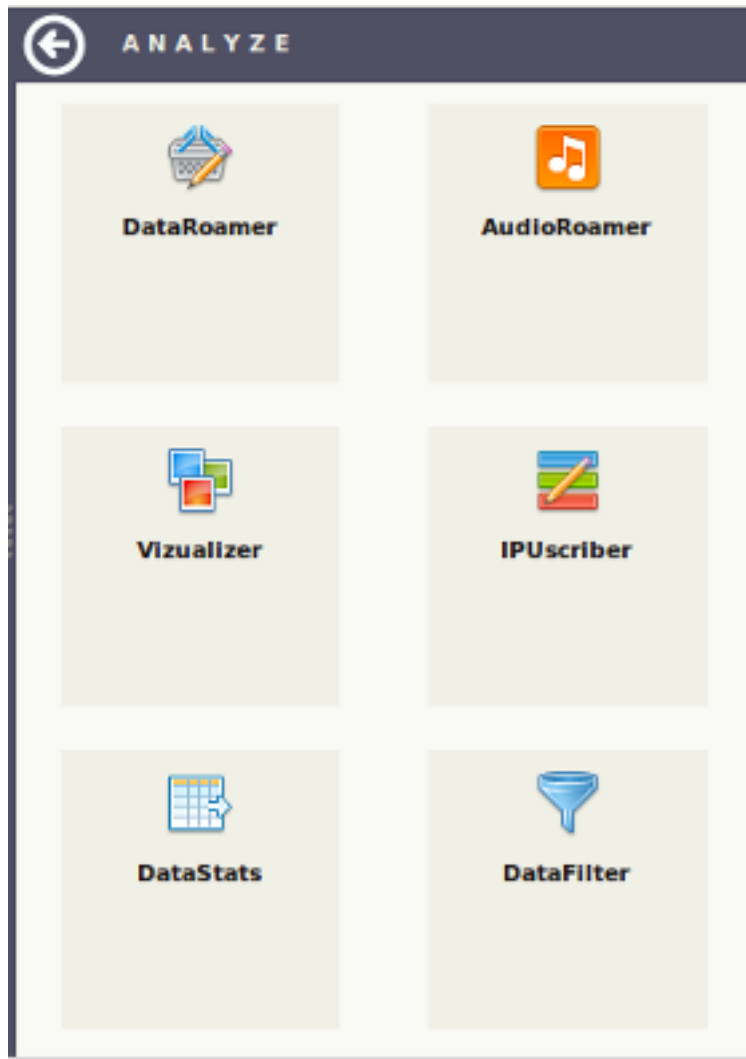 ANALYZE
DataRoamer
AudioRoamer
Vizualizer
IPUscriber
DataStats
DataFilter